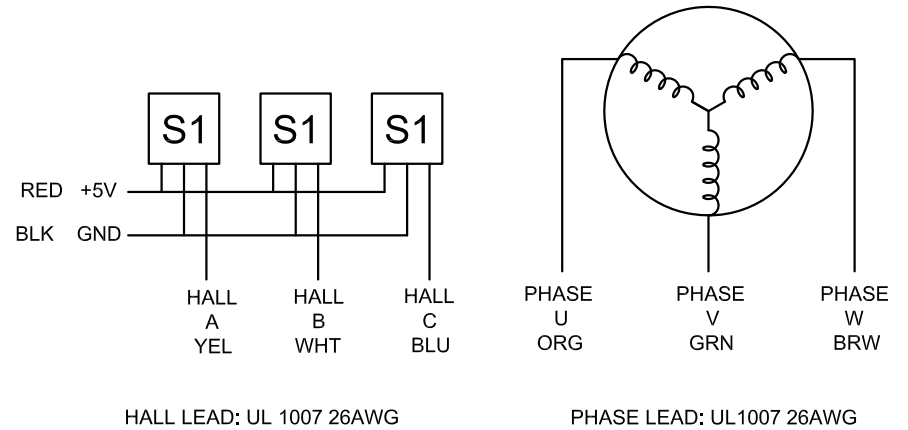 S1 S1 S1
RED +5V
BLK GND
HALL
A
YEL
HALL
B
WHT
HALL
C
BLU
PHASE
U
ORG
PHASE
V
GRN
PHASE
W
BRW
HALL LEAD: UL 1007 26AWG
PHASE LEAD: UL1007 26AWG